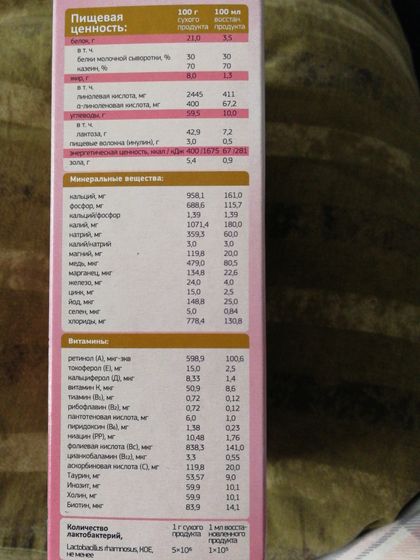 Пищевая ценность: 100 г сухого продукта 100 мл восстан. продукта
белок, г 21,0 3,5
в т. ч.
белки молочной сыворотки, % 30 30
казеин, % 70 70
жир, г 8,0 1,3
в т. ч.
линолевая кислота, мг 2445 411
α-линоленовая кислота, мг 400 67,2
углеводы, г 59,5 10,0
в т. ч.
лактоза, г 42,9 7,2
пищевые волокна (инулин), г 3,0 0,5
энергетическая ценность, ккал / кДж 400 /1675 67 /281
зола, г 5,4 0,9
Минеральные вещества:
кальций, мг 958,1 161,0
фосфор, мг 688,6 115,7
кальций/фосфор 1,39 1,39
калий, мг 1071,4 180,0
натрий, мг 359,3 60,0
калий/натрий 3,0 3,0
магний, мг 119,8 20,0
медь, мкг 479,0 80,5
марганец, мкг 134,8 22,6
железо, мг 24,0 4,0
цинк, мг 15,0 2,5
йод, мкг 148,8 25,0
селен, мкг 5,0 0,84
хлориды, мг 778,4 130,8
Витамины:
ретинол (А), мкг-экв 598,9 100,6
токоферол (Е), мг 15,0 2,5
кальциферол (Д), мкг 8,33 1,4
витамин К, мкг 50,9 8,6
тиамин (В₁), мг 0,72 0,12
рибофлавин (В₂), мг 0,72 0,12
пантотеновая кислота, мг 6,0 1,0
пиридоксин (В₆), мг 1,38 0,23
ниацин (РР), мг 10,48 1,76
фолиевая кислота (Вс), мкг 838,3 141,0
цианкобаламин (В₁₂), мкг 3,3 0,55
аскорбиновая кислота (С), мг 119,8 20,0
Таурин, мг 53,57 9,0
Инозит, мг 59,9 10,1
Холин, мг 59,9 10,1
Биотин, мкг 83,9 14,1
Количество лактобактерий, 1 г сухого продукта 1 мл восста-новленного продукта
Lactobacillus rhamnosus, КОЕ, не менее 5×10⁶ 1×10⁵